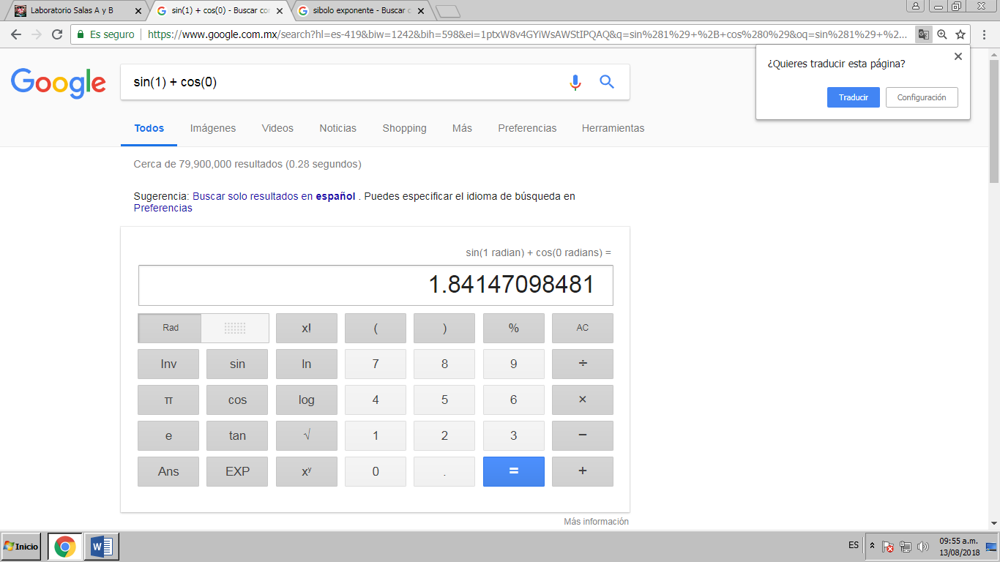 Laboratorio Salas A y B
sin(1) + cos(0) - Buscar co
sibolo exponente - Buscar c
Es seguro
https://www.google.com.mx/search?hl=es-419&biw=1242&bih=598&ei=1ptxW8v4GYiWsAWStIPQAQ&q=sin%281%29+%2B+cos%280%29&oq=sin%281%29+%2...
¿Quieres traducir esta página?
Traducir
Configuración
Google
sin(1) + cos(0)
Todos
Imágenes
Videos
Noticias
Shopping
Más
Preferencias
Herramientas
Cerca de 79,900,000 resultados (0.28 segundos)
Sugerencia: Buscar solo resultados en español . Puedes especificar el idioma de búsqueda en
Preferencias
sin(1 radian) + cos(0 radians) =
1.84147098481
Rad x! ( ) % AC
Inv sin ln 7 8 9 ÷
π cos log 4 5 6 ×
e tan √ 1 2 3 −
Ans EXP xʸ 0 . = +
Más información
Inicio
W
ES
09:55 a.m.
13/08/2018